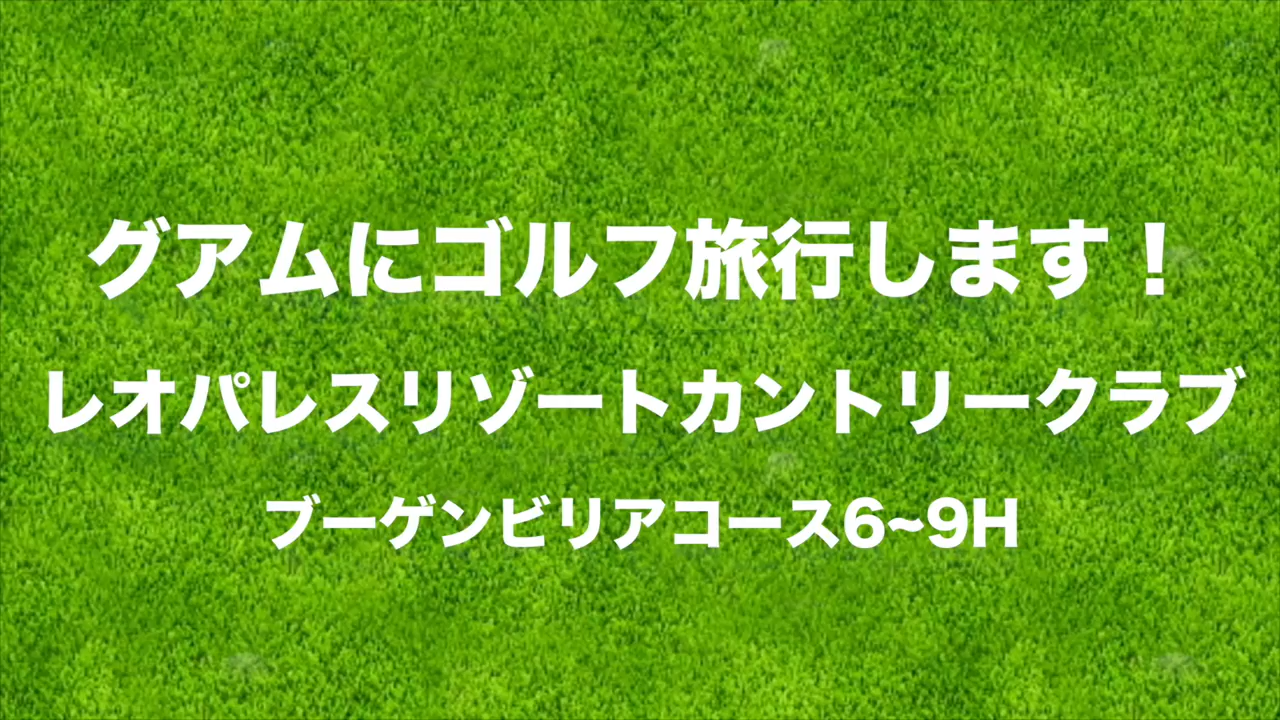 グアムにゴルフ旅行します！
レオパレスリゾートカントリークラブ
ブーゲンビリアコース6~9H